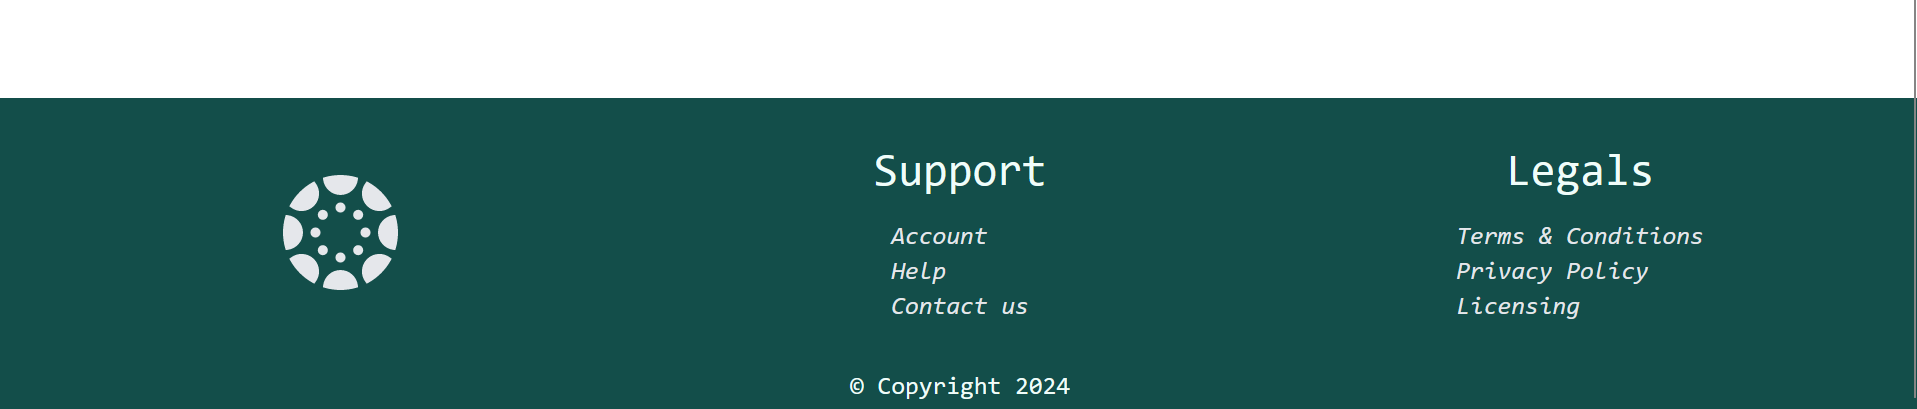 Support
Account
Help
Contact us
Legals
Terms & Conditions
Privacy Policy
Licensing
© Copyright 2024